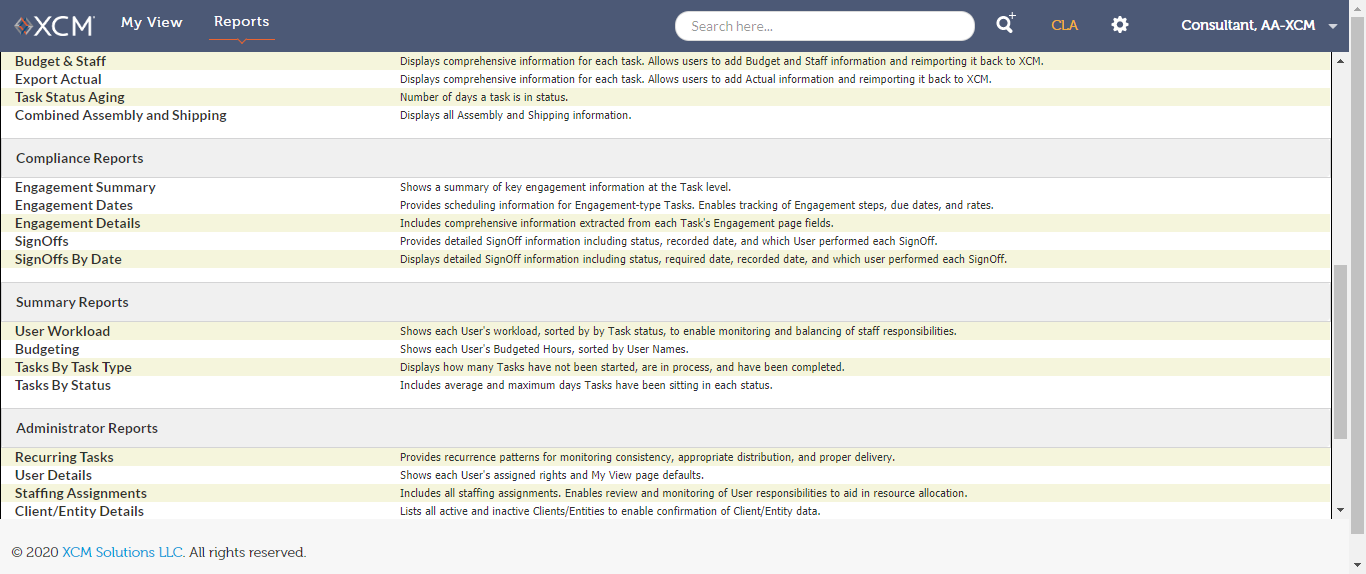 XCM My View Reports Search here... CLA Consultant, AA-XCM
Budget & Staff Displays comprehensive information for each task. Allows users to add Budget and Staff information and reimporting it back to XCM.
Export Actual Displays comprehensive information for each task. Allows users to add Actual information and reimporting it back to XCM.
Task Status Aging Number of days a task is in status.
Combined Assembly and Shipping Displays all Assembly and Shipping information.
Compliance Reports
Engagement Summary Shows a summary of key engagement information at the Task level.
Engagement Dates Provides scheduling information for Engagement-type Tasks. Enables tracking of Engagement steps, due dates, and rates.
Engagement Details Includes comprehensive information extracted from each Task's Engagement page fields.
SignOffs Provides detailed SignOff information including status, recorded date, and which User performed each SignOff.
SignOffs By Date Displays detailed SignOff information including status, required date, recorded date, and which user performed each SignOff.
Summary Reports
User Workload Shows each User's workload, sorted by by Task status, to enable monitoring and balancing of staff responsibilities.
Budgeting Shows each User's Budgeted Hours, sorted by User Names.
Tasks By Task Type Displays how many Tasks have not been started, are in process, and have been completed.
Tasks By Status Includes average and maximum days Tasks have been sitting in each status.
Administrator Reports
Recurring Tasks Provides recurrence patterns for monitoring consistency, appropriate distribution, and proper delivery.
User Details Shows each User's assigned rights and My View page defaults.
Staffing Assignments Includes all staffing assignments. Enables review and monitoring of User responsibilities to aid in resource allocation.
Client/Entity Details Lists all active and inactive Clients/Entities to enable confirmation of Client/Entity data.
© 2020 XCM Solutions LLC. All rights reserved.